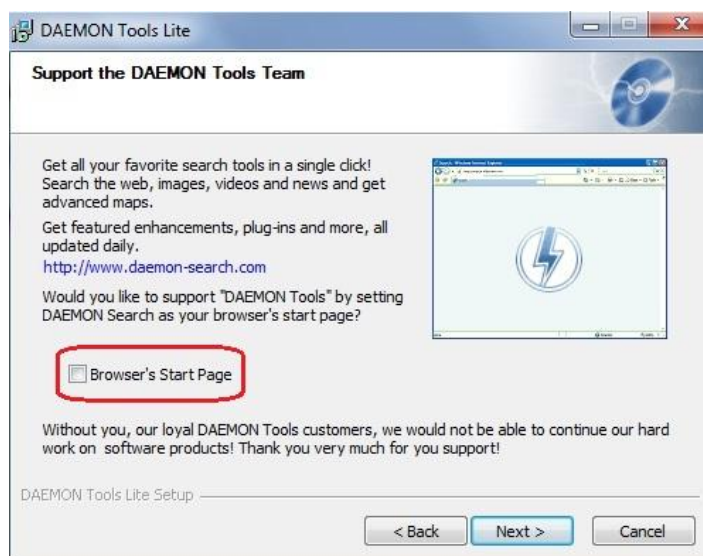 DAEMON Tools Lite
Support the DAEMON Tools Team
Get all your favorite search tools in a single click!
Search the web, images, videos and news and get
advanced maps.
Get featured enhancements, plug-ins and more, all
updated daily.
http://www.daemon-search.com
Would you like to support "DAEMON Tools" by setting
DAEMON Search as your browser's start page?
Browser's Start Page
Without you, our loyal DAEMON Tools customers, we would not be able to continue our hard
work on  software products! Thank you very much for you support!
DAEMON Tools Lite Setup
< Back
Next >
Cancel